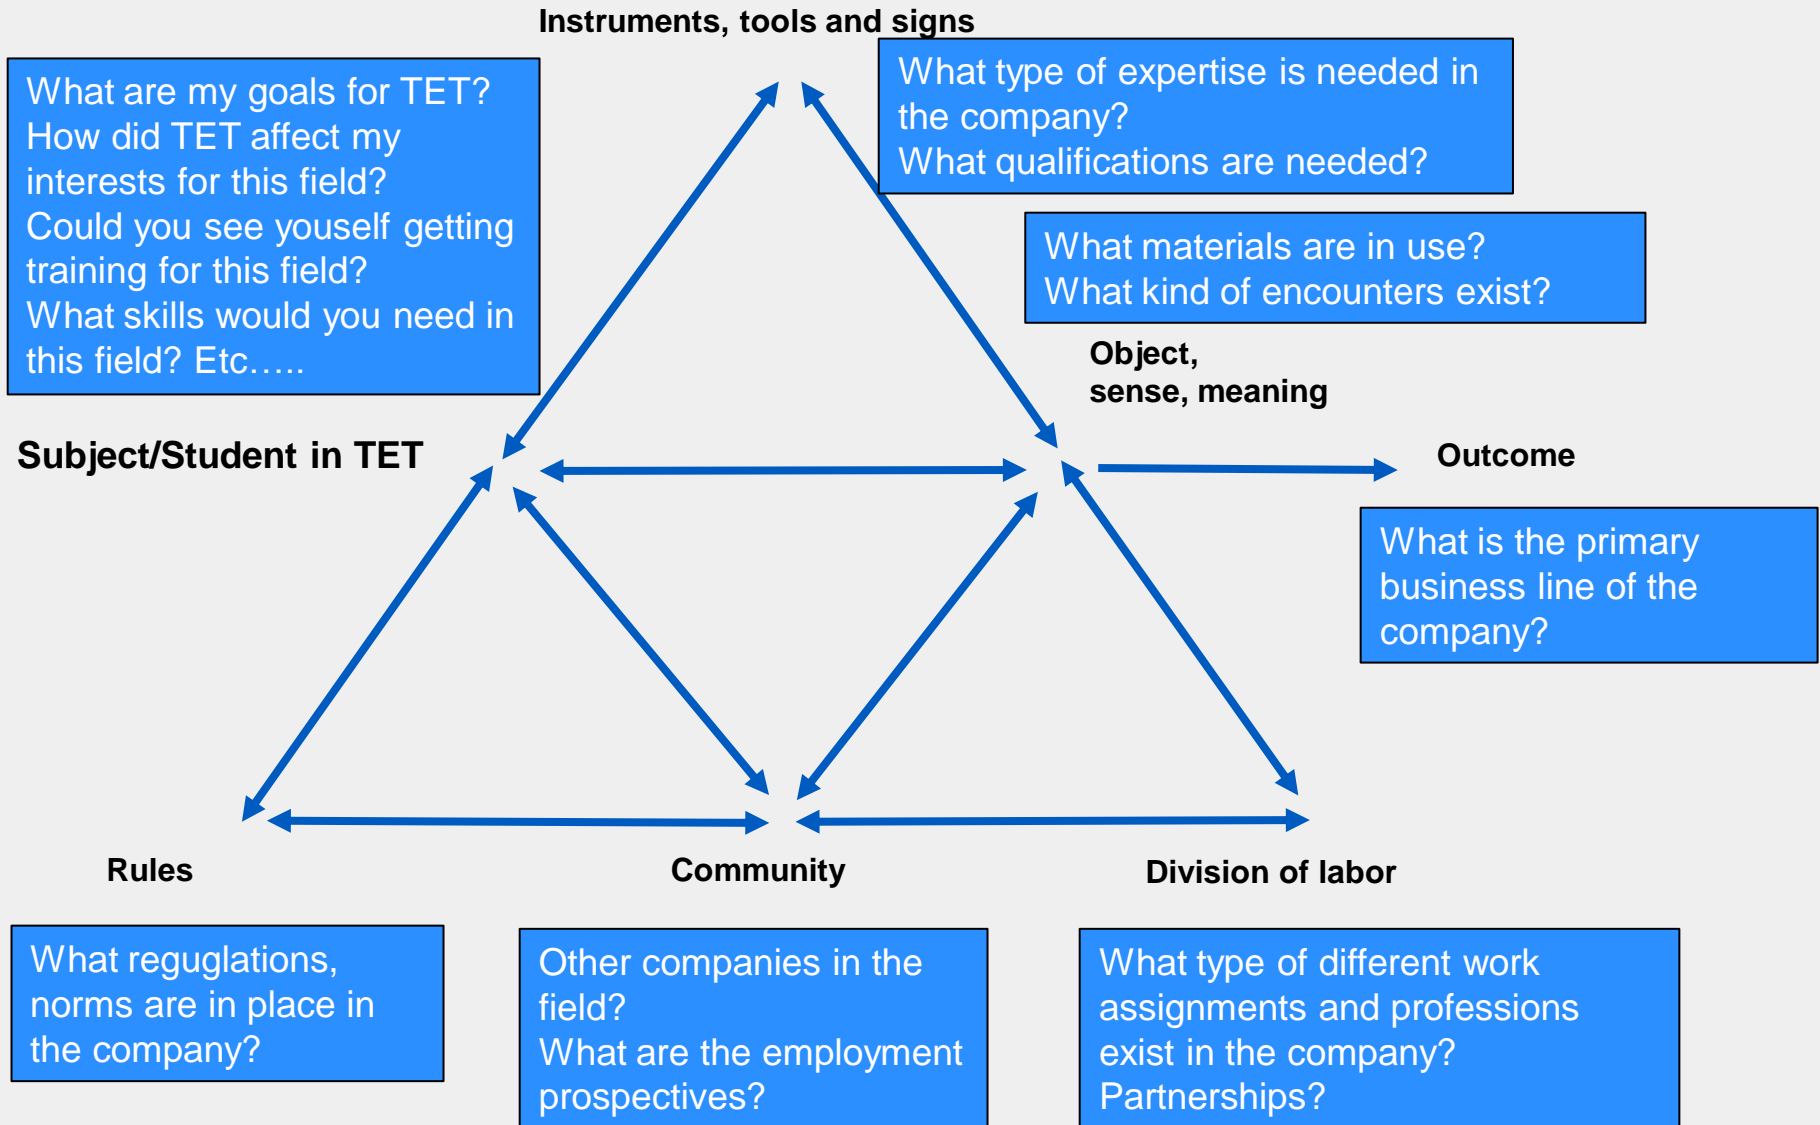 Instruments, tools and signs
What are my goals for TET?
How did TET affect my
interests for this field?
Could you see youself getting
training for this field?
What skills would you need in
this field? Etc…..
What type of expertise is needed in
the company?
What qualifications are needed?
What materials are in use?
What kind of encounters exist?
Object,
sense, meaning
Subject/Student in TET
Outcome
What is the primary
business line of the
company?
Rules
Community
Division of labor
What reguglations,
norms are in place in
the company?
Other companies in the
field?
What are the employment
prospectives?
What type of different work
assignments and professions
exist in the company?
Partnerships?